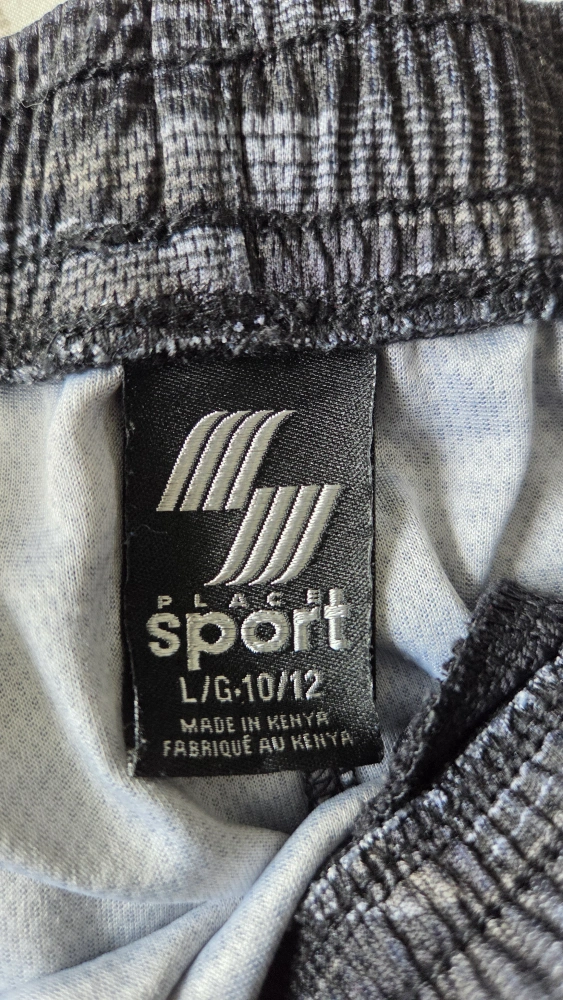 PLACE
sport
L/G·10/12
MADE IN KENYA
FABRIQUÉ AU KENYA